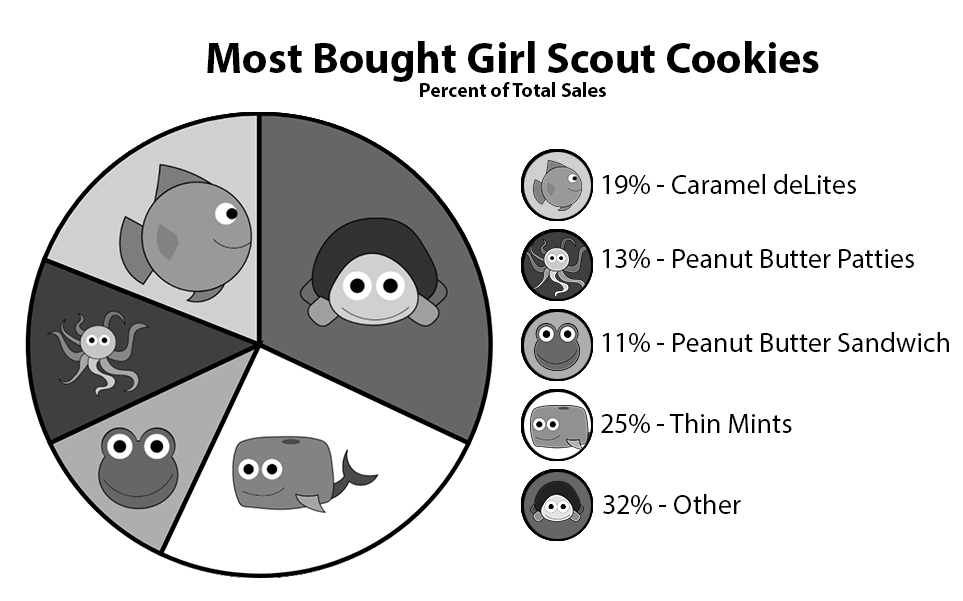 Most Bought Girl Scout Cookies
Percent of Total Sales
19% - Caramel deLites
13% - Peanut Butter Patties
11% - Peanut Butter Sandwich
25% - Thin Mints
32% - Other